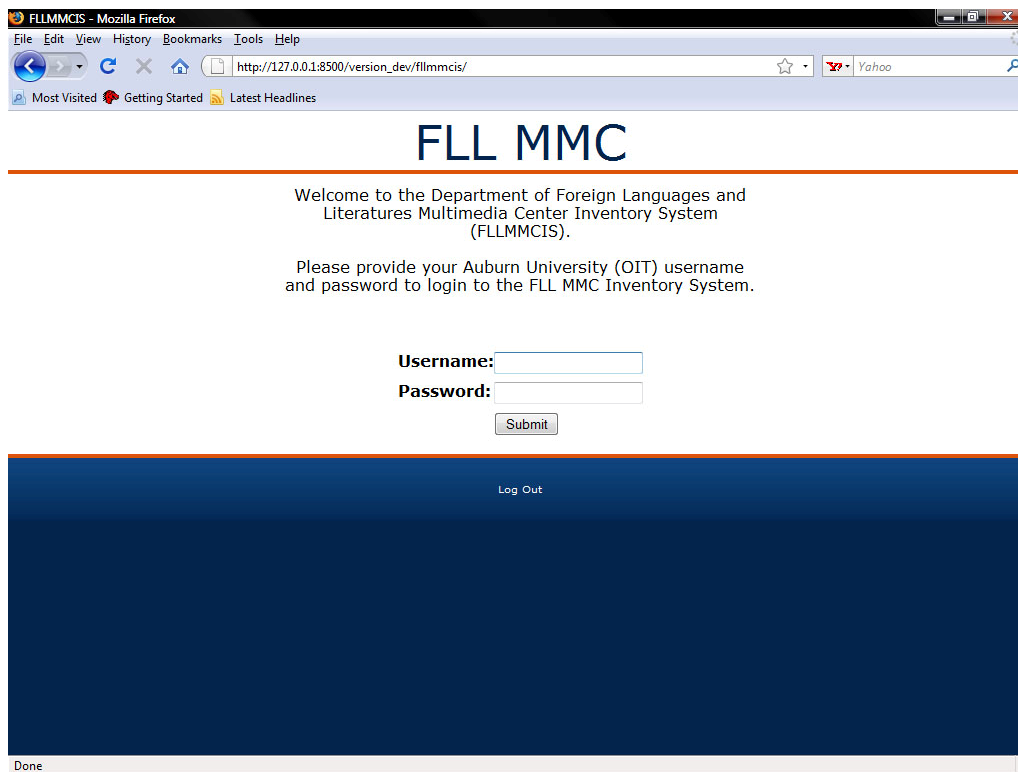 FLLMMCIS - Mozilla Firefox
File Edit View History Bookmarks Tools Help
http://127.0.0.1:8500/version_dev/fllmmcis/ Yahoo
Most Visited Getting Started Latest Headlines
FLL MMC
Welcome to the Department of Foreign Languages and
Literatures Multimedia Center Inventory System
(FLLMMCIS).
Please provide your Auburn University (OIT) username
and password to login to the FLL MMC Inventory System.
Username:
Password:
Submit
Log Out
Done